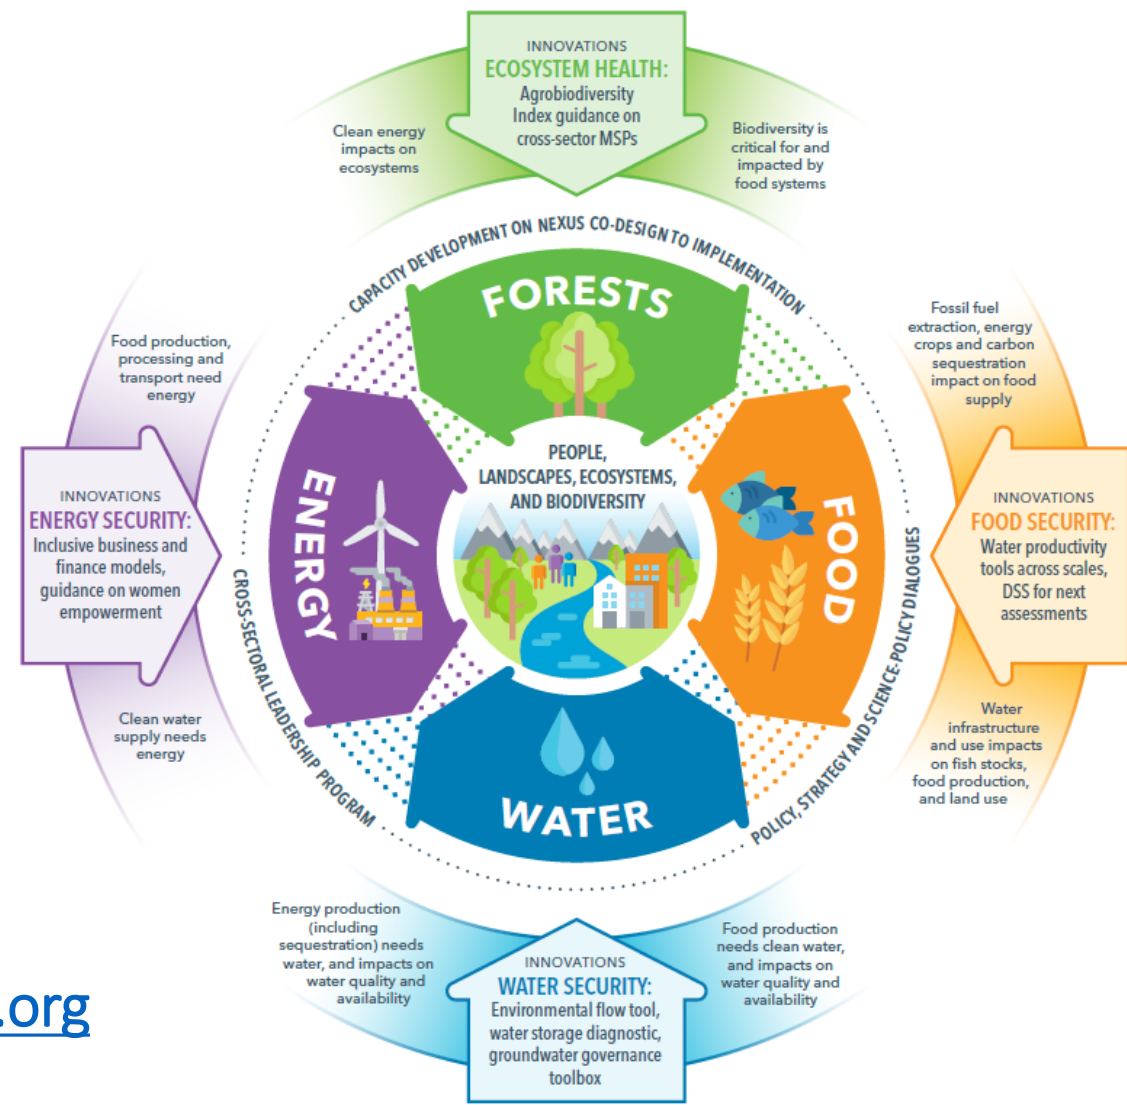 INNOVATIONS
ECOSYSTEM HEALTH:
Agrobiodiversity
Index guidance on
cross-sector MSPs
Clean energy
impacts on
ecosystems
Biodiversity is
critical for and
impacted by
food systems
CAPACITY DEVELOPMENT ON NEXUS CO-DESIGN TO IMPLEMENTATION
FORESTS
Food production,
processing and
transport need
energy
Fossil fuel
extraction, energy
crops and carbon
sequestration
impact on food
supply
PEOPLE,
LANDSCAPES, ECOSYSTEMS,
AND BIODIVERSITY
ENERGY
FOOD
INNOVATIONS
ENERGY SECURITY:
Inclusive business and
finance models,
guidance on women
empowerment
INNOVATIONS
FOOD SECURITY:
Water productivity
tools across scales,
DSS for next
assessments
CROSS-SECTORAL LEADERSHIP PROGRAM
POLICY, STRATEGY AND SCIENCE-POLICY DIALOGUES
Clean water
supply needs
energy
Water
infrastructure
and use impacts
on fish stocks,
food production,
and land use
WATER
Energy production
(including
sequestration) needs
water, and impacts on
water quality and
availability
Food production
needs clean water,
and impacts on
water quality and
availability
INNOVATIONS
WATER SECURITY:
Environmental flow tool,
water storage diagnostic,
groundwater governance
toolbox
.org